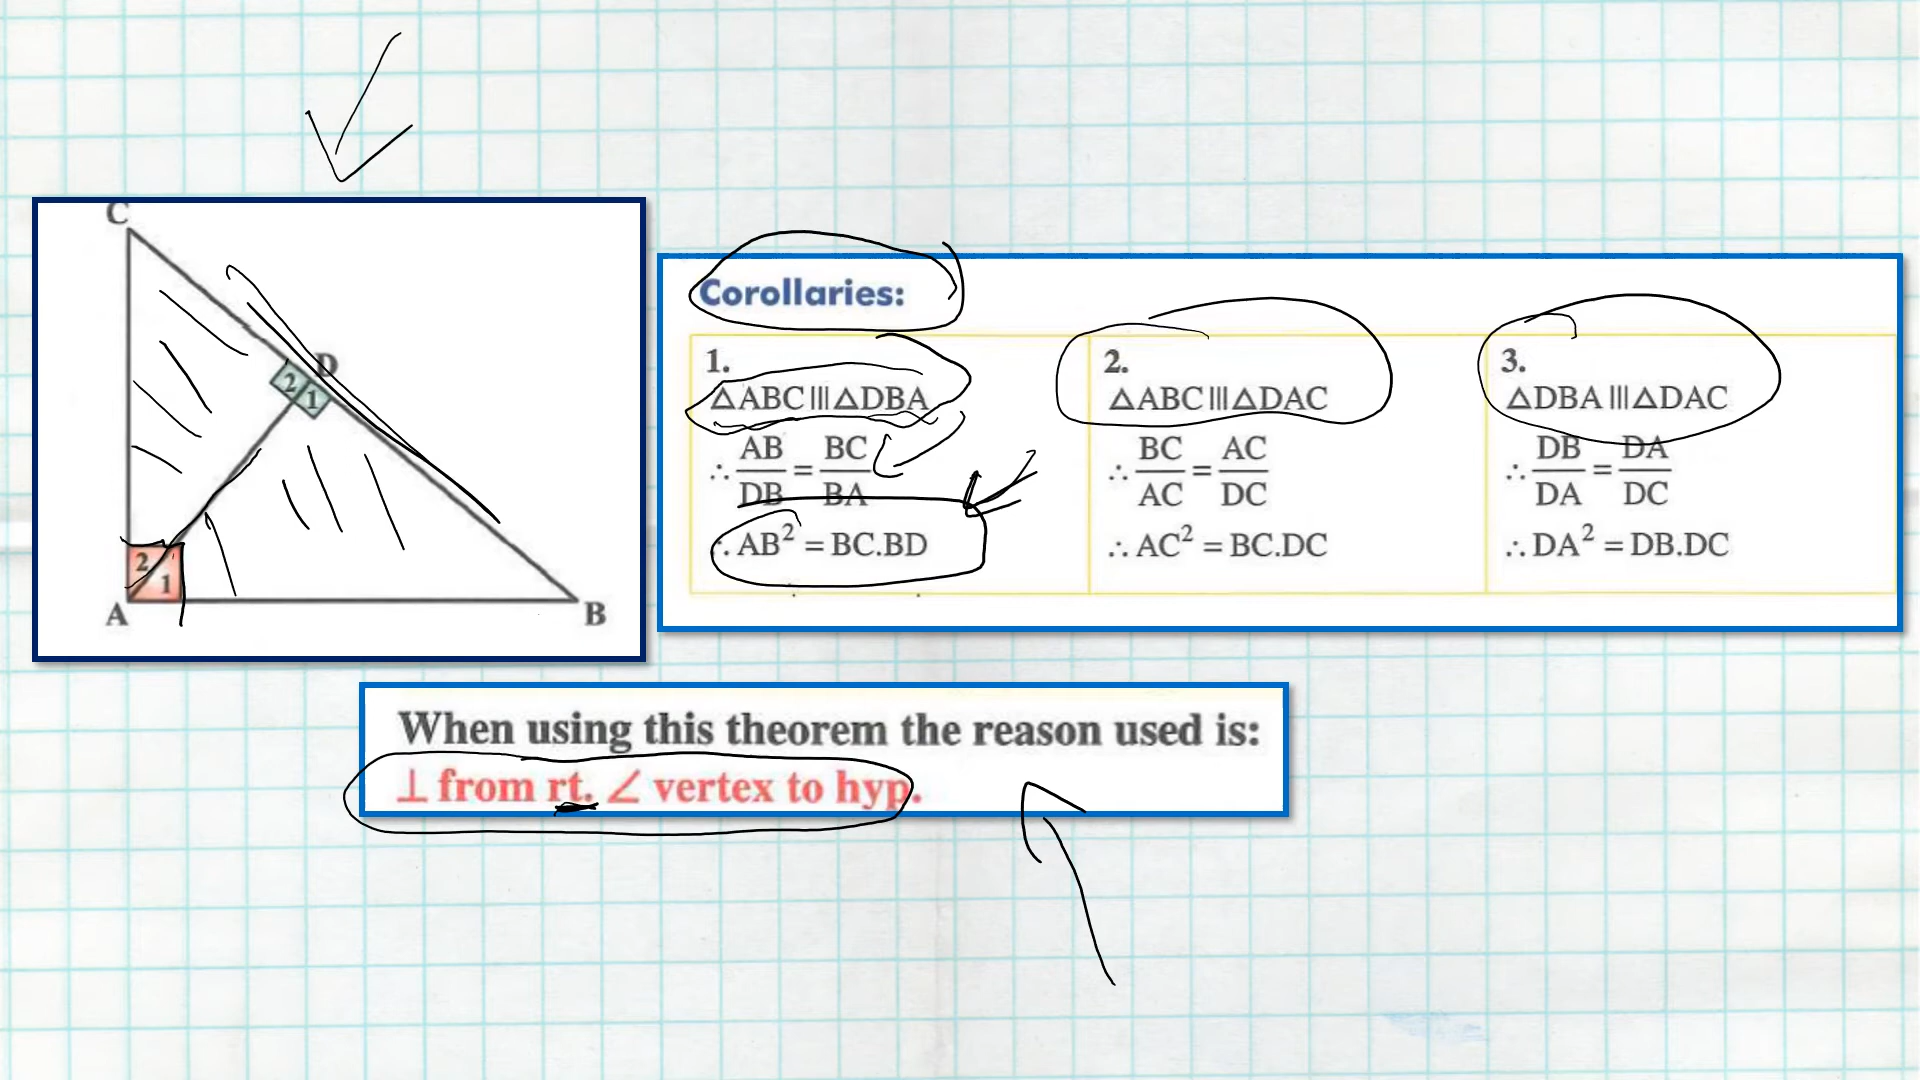 C
D
2
1
2
1
A
B
Corollaries:
1.
△ABC|||△DBA
∴ AB/DB = BC/BA
∴ AB² = BC.BD
2.
△ABC|||△DAC
∴ BC/AC = AC/DC
∴ AC² = BC.DC
3.
△DBA|||△DAC
∴ DB/DA = DA/DC
∴ DA² = DB.DC
When using this theorem the reason used is:
⊥ from rt. ∠ vertex to hyp.